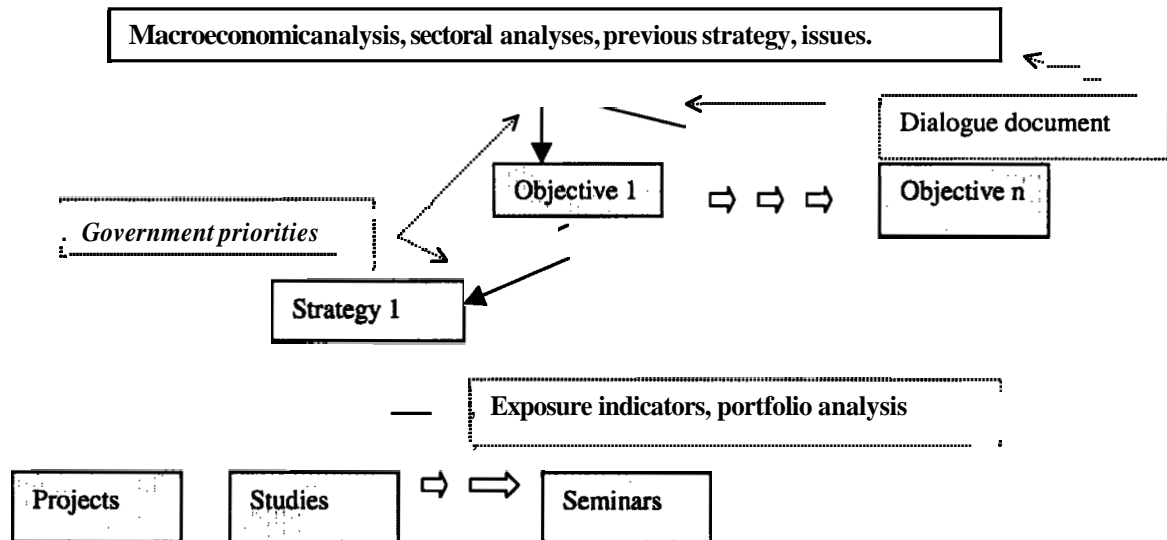 Macroeconomicanalysis, sectoral analyses, previous strategy, issues.
Dialogue document
Objective 1
Objective n
Government priorities
Strategy 1
Exposure indicators, portfolio analysis
Projects
Studies
Seminars